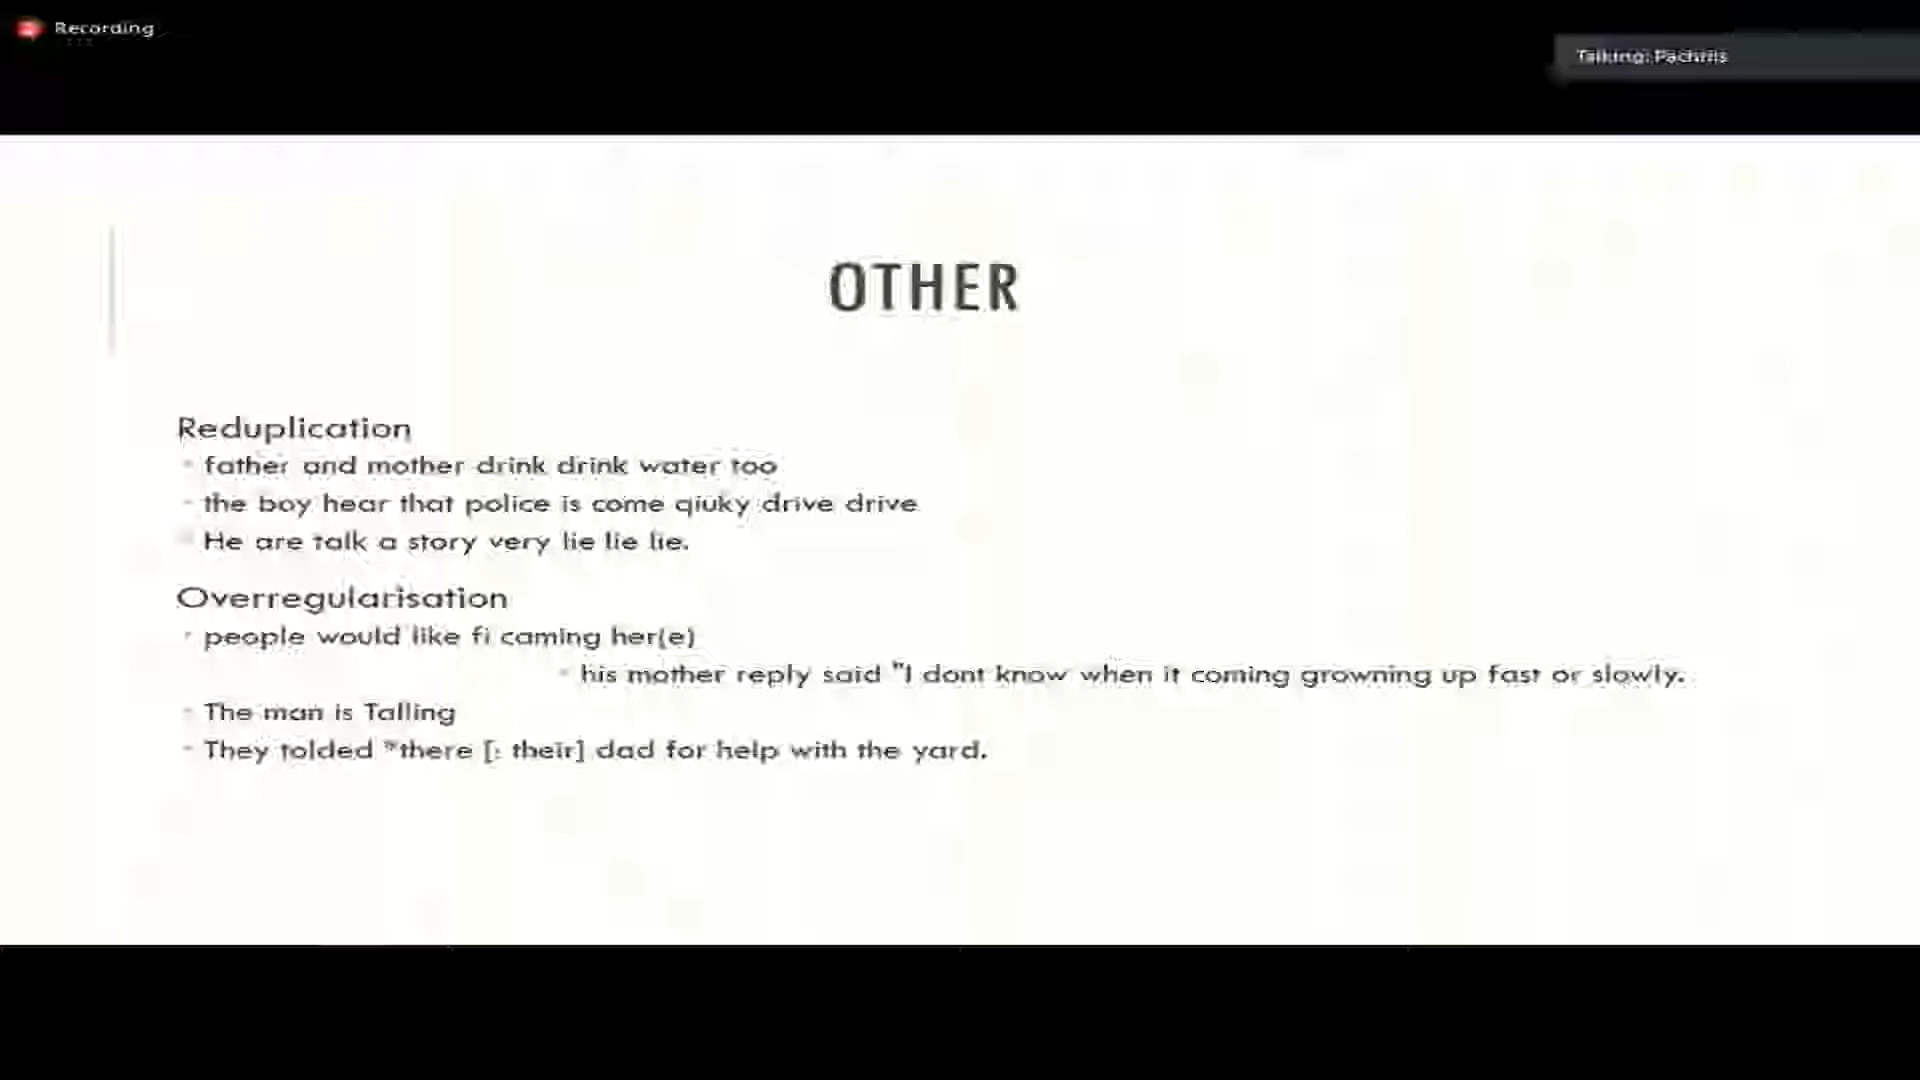 Recording
Talking:
OTHER
Reduplication
father and mother drink drink water too
the boy hear that police is come qiuky drive drive
He are talk a story very lie lie lie.
Overregularisation
people would like fi caming her(e)
his mother reply said "I dont know when it coming growning up fast or slowly.
The man is Talling
They tolded *there [: their] dad for help with the yard.